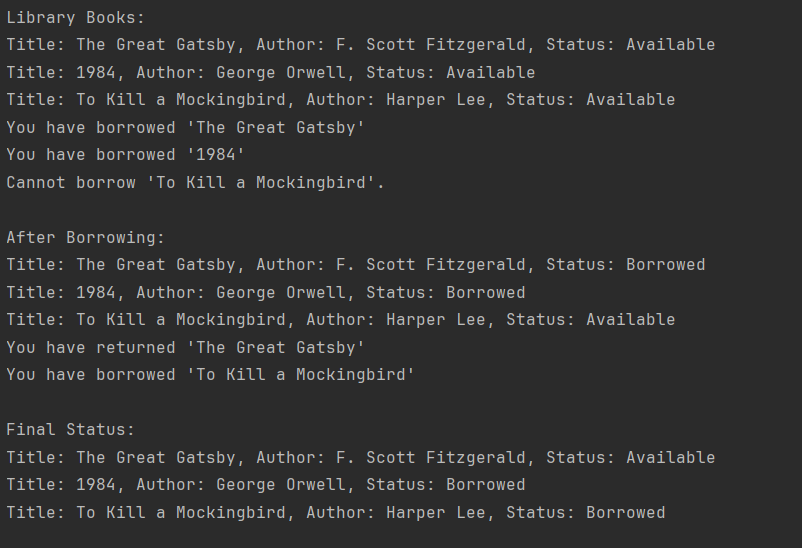 Library Books:
Title: The Great Gatsby, Author: F. Scott Fitzgerald, Status: Available
Title: 1984, Author: George Orwell, Status: Available
Title: To Kill a Mockingbird, Author: Harper Lee, Status: Available
You have borrowed 'The Great Gatsby'
You have borrowed '1984'
Cannot borrow 'To Kill a Mockingbird'.

After Borrowing:
Title: The Great Gatsby, Author: F. Scott Fitzgerald, Status: Borrowed
Title: 1984, Author: George Orwell, Status: Borrowed
Title: To Kill a Mockingbird, Author: Harper Lee, Status: Available
You have returned 'The Great Gatsby'
You have borrowed 'To Kill a Mockingbird'

Final Status:
Title: The Great Gatsby, Author: F. Scott Fitzgerald, Status: Available
Title: 1984, Author: George Orwell, Status: Borrowed
Title: To Kill a Mockingbird, Author: Harper Lee, Status: Borrowed